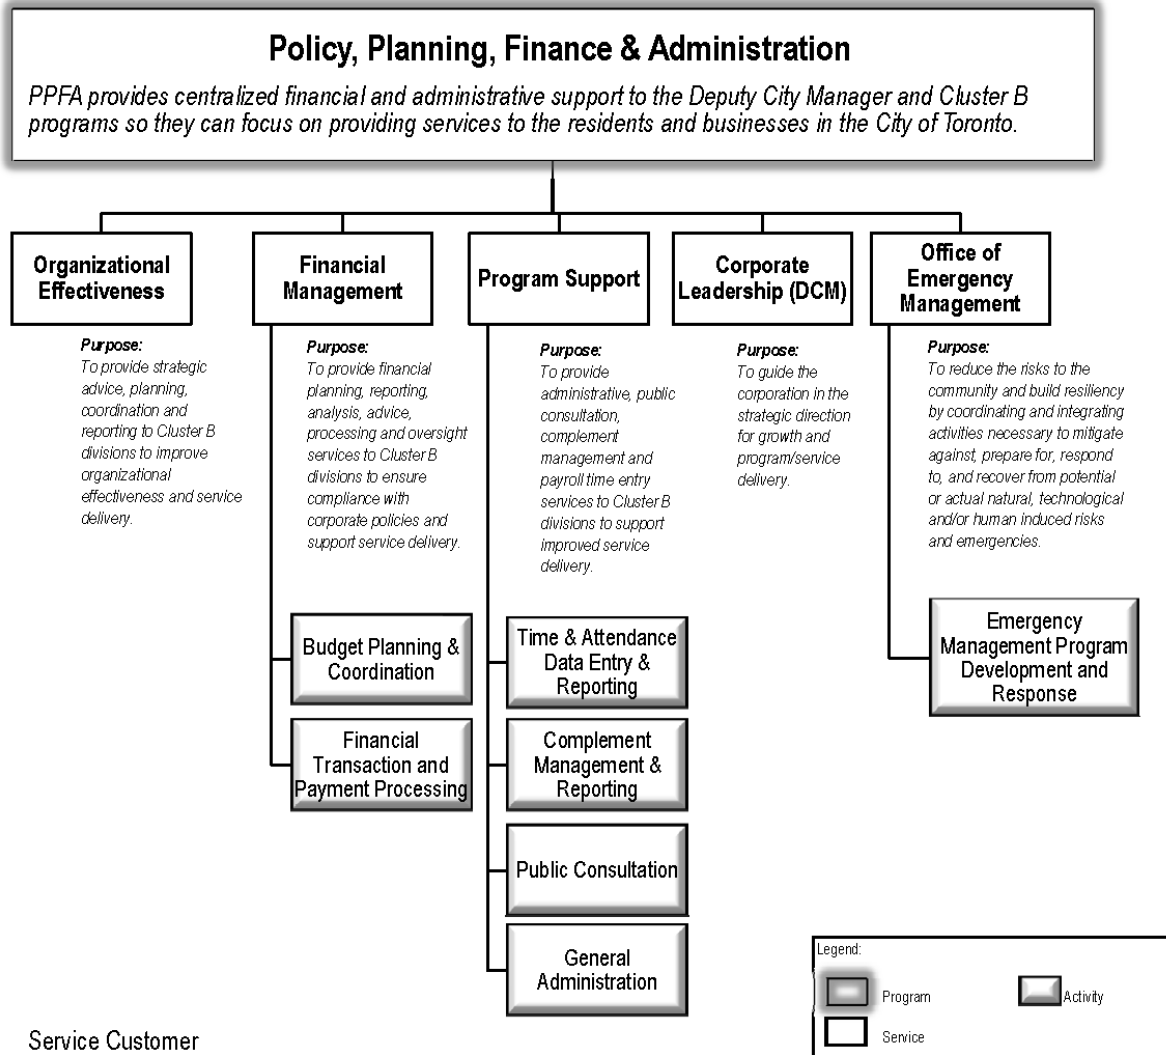 Policy, Planning, Finance & Administration
PPFA provides centralized financial and administrative support to the Deputy City Manager and Cluster B
programs so they can focus on providing services to the residents and businesses in the City of Toronto.
Organizational
Effectiveness
Purpose:
To provide strategic
advice, planning,
coordination and
reporting to Cluster B
divisions to improve
organizational
effectiveness and service
delivery.
Financial
Management
Purpose:
To provide financial
planning, reporting,
analysis, advice,
processing and oversight
services to Cluster B
divisions to ensure
compliance with
corporate policies and
support service delivery.
Budget Planning &
Coordination
Financial
Transaction and
Payment Processing
Program Support
Purpose:
To provide
administrative, public
consultation,
complement
management and
payroll time entry
services to Cluster B
divisions to support
improved service
delivery.
Time & Attendance
Data Entry &
Reporting
Complement
Management &
Reporting
Public Consultation
General
Administration
Corporate
Leadership (DCM)
Purpose:
To guide the
corporation in the
strategic direction
for growth and
program/service
delivery.
Office of
Emergency
Management
Purpose:
To reduce the risks to the
community and build resiliency
by coordinating and integrating
activities necessary to mitigate
against, prepare for, respond
to, and recover from potential
or actual natural, technological
and/or human induced risks
and emergencies.
Emergency
Management Program
Development and
Response
Legend:
Program
Activity
Service
Service Customer